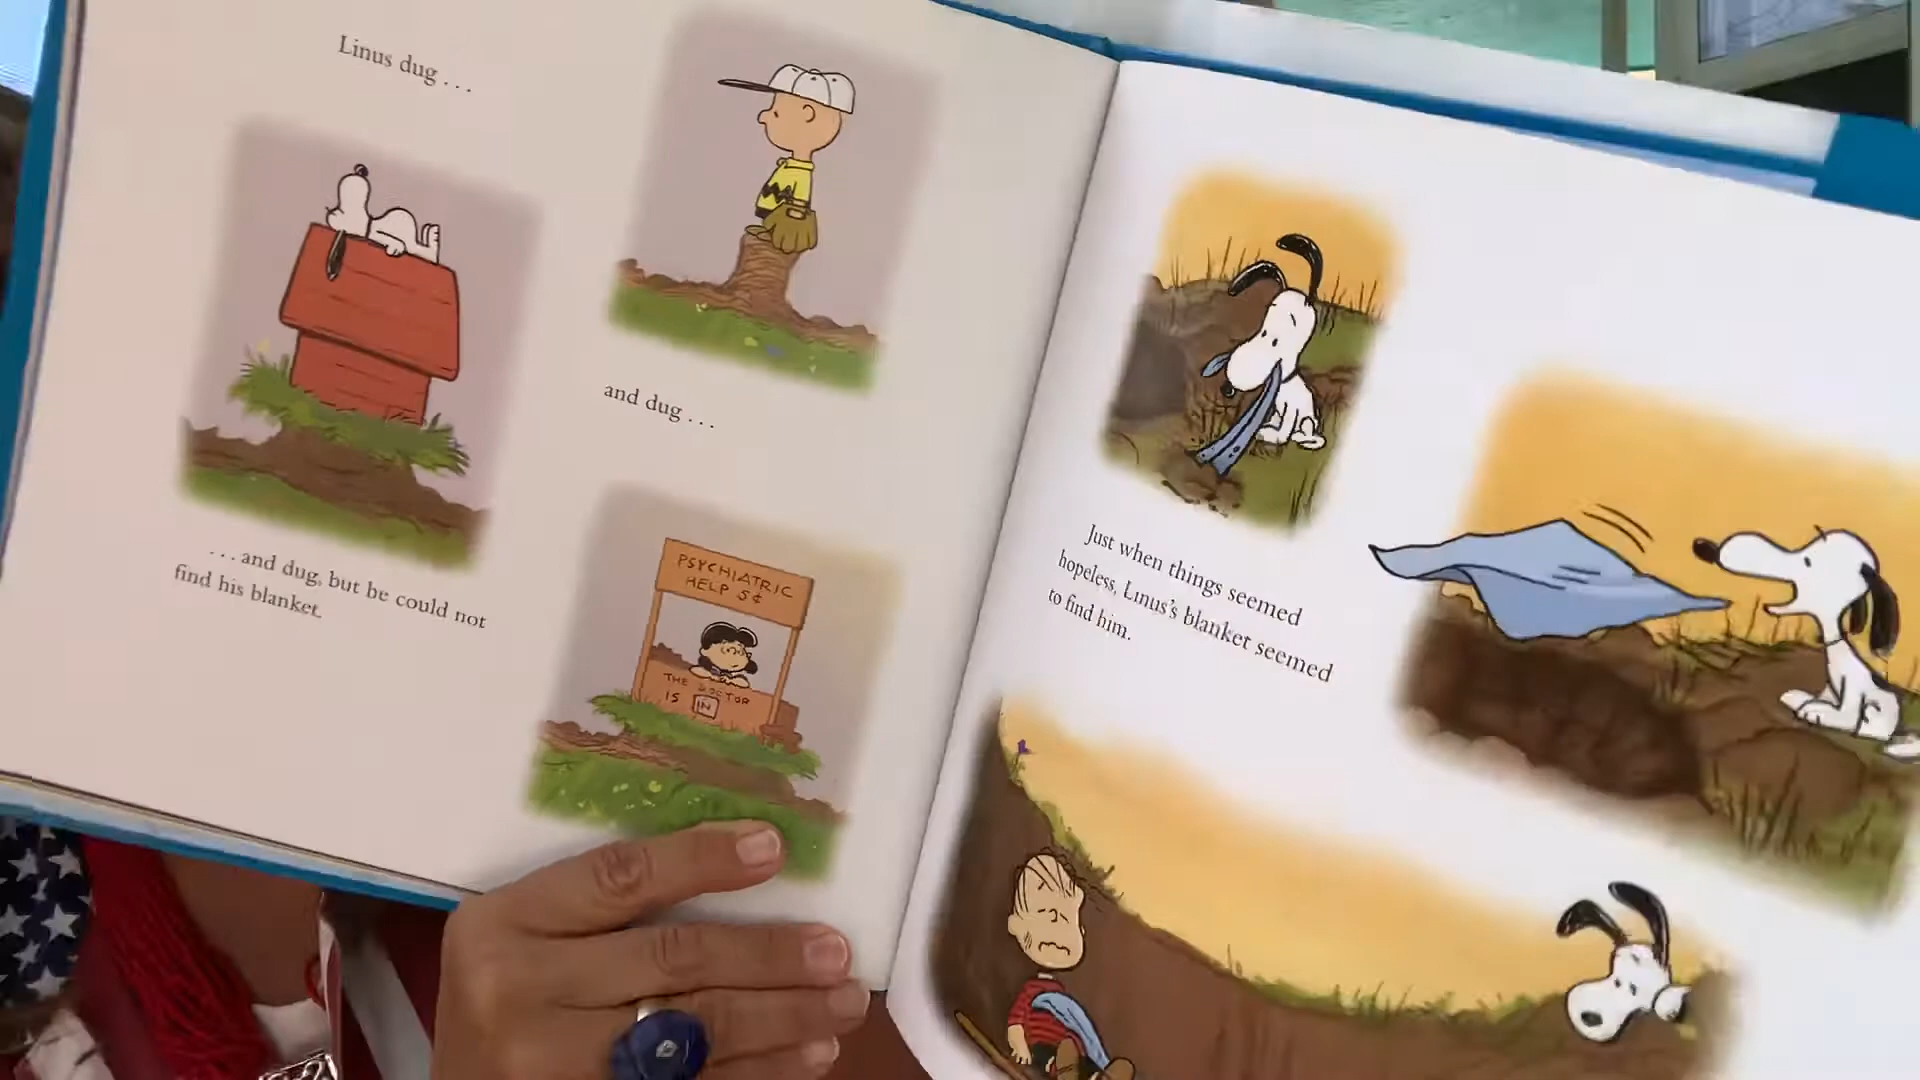 Linus dug . . .
and dug . . .
. . . and dug, but he could not
find his blanket.
PSYCHIATRIC
HELP 5¢
THE DOCTOR
IS IN
Just when things seemed
hopeless, Linus's blanket seemed
to find him.